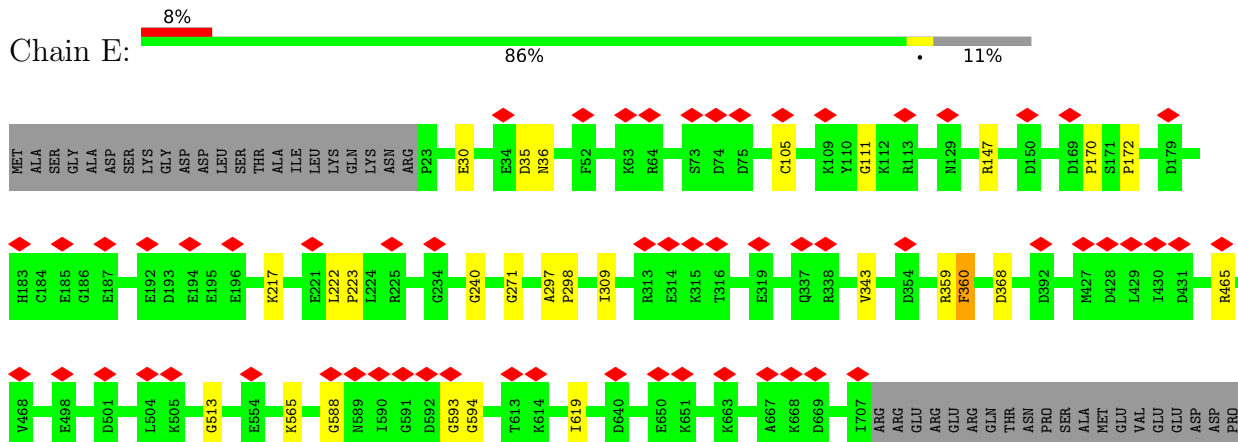 8%
Chain E:
86%
•
11%
MET ALA SER GLY ALA ASP SER LYS GLY ASP ASP LEU SER THR ALA ILE LEU LYS GLN LYS ASN ARG P23 E30 E34 D35 N36 F52 K63 R64 S73 D74 D75 C105 K109 Y110 G111 K112 R113 N129 R147 D150 D169 P170 S171 P172 D179
H183 C184 E185 G186 E187 E192 D193 E194 E195 E196 K217 E221 L222 P223 L224 R225 G234 G240 G271 A297 P298 I309 R313 E314 K315 T316 E319 Q337 R338 V343 D354 R359 F360 D368 D392 M427 D428 L429 I430 D431 R465
V468 E498 D501 L504 K505 G513 E554 K565 G588 N589 I590 G591 D592 G593 G594 T613 K614 I619 D640 E650 K651 K663 A667 K668 D669 I707 ARG ARG GLU ARG GLU ARG GLN THR ASN PRO SER ALA MET GLU VAL GLU GLU ASP ASP PRO